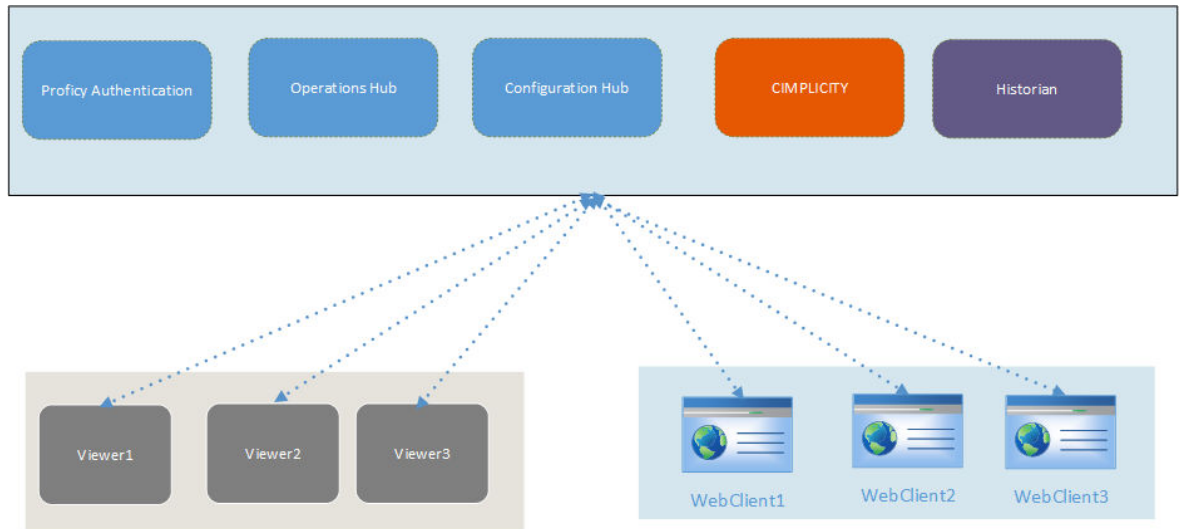 Proficy Authentication
Operations Hub
Configuration Hub
CIMPLICITY
Historian
Viewer1
Viewer2
Viewer3
WebClient1
WebClient2
WebClient3